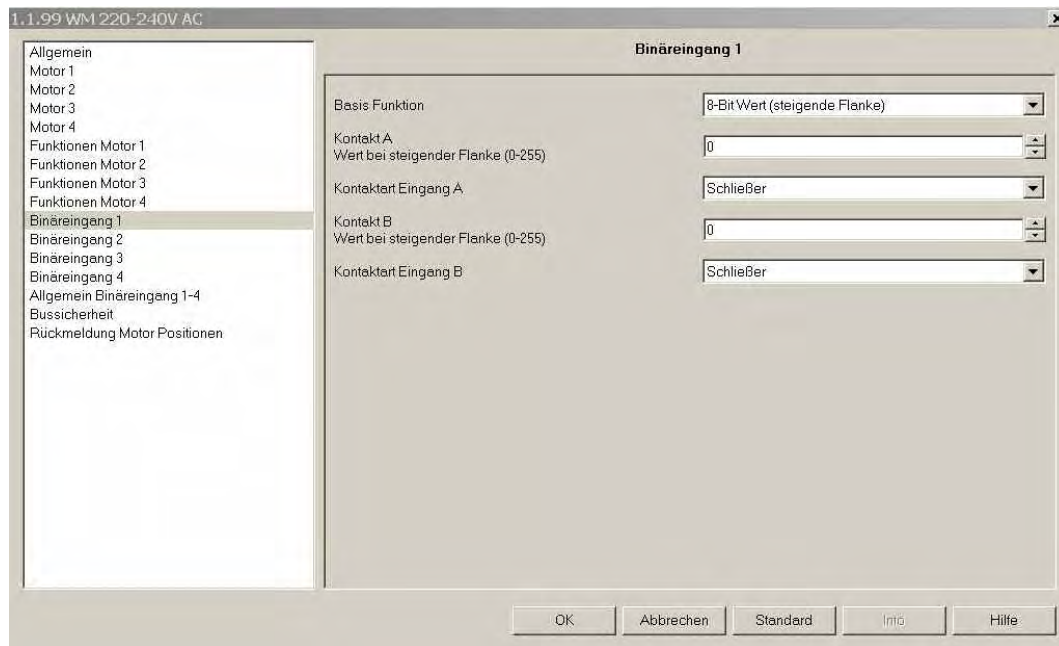 1.1.99 WM 220-240V AC
Allgemein
Motor 1
Motor 2
Motor 3
Motor 4
Funktionen Motor 1
Funktionen Motor 2
Funktionen Motor 3
Funktionen Motor 4
Binäreingang 1
Binäreingang 2
Binäreingang 3
Binäreingang 4
Allgemein Binäreingang 1-4
Bussicherheit
Rückmeldung Motor Positionen
Binäreingang 1
Basis Funktion
8-Bit Wert (steigende Flanke)
Kontakt A
Wert bei steigender Flanke (0-255)
0
Kontaktart Eingang A
Schließer
Kontakt B
Wert bei steigender Flanke (0-255)
0
Kontaktart Eingang B
Schließer
OK
Abbrechen
Standard
Info
Hilfe